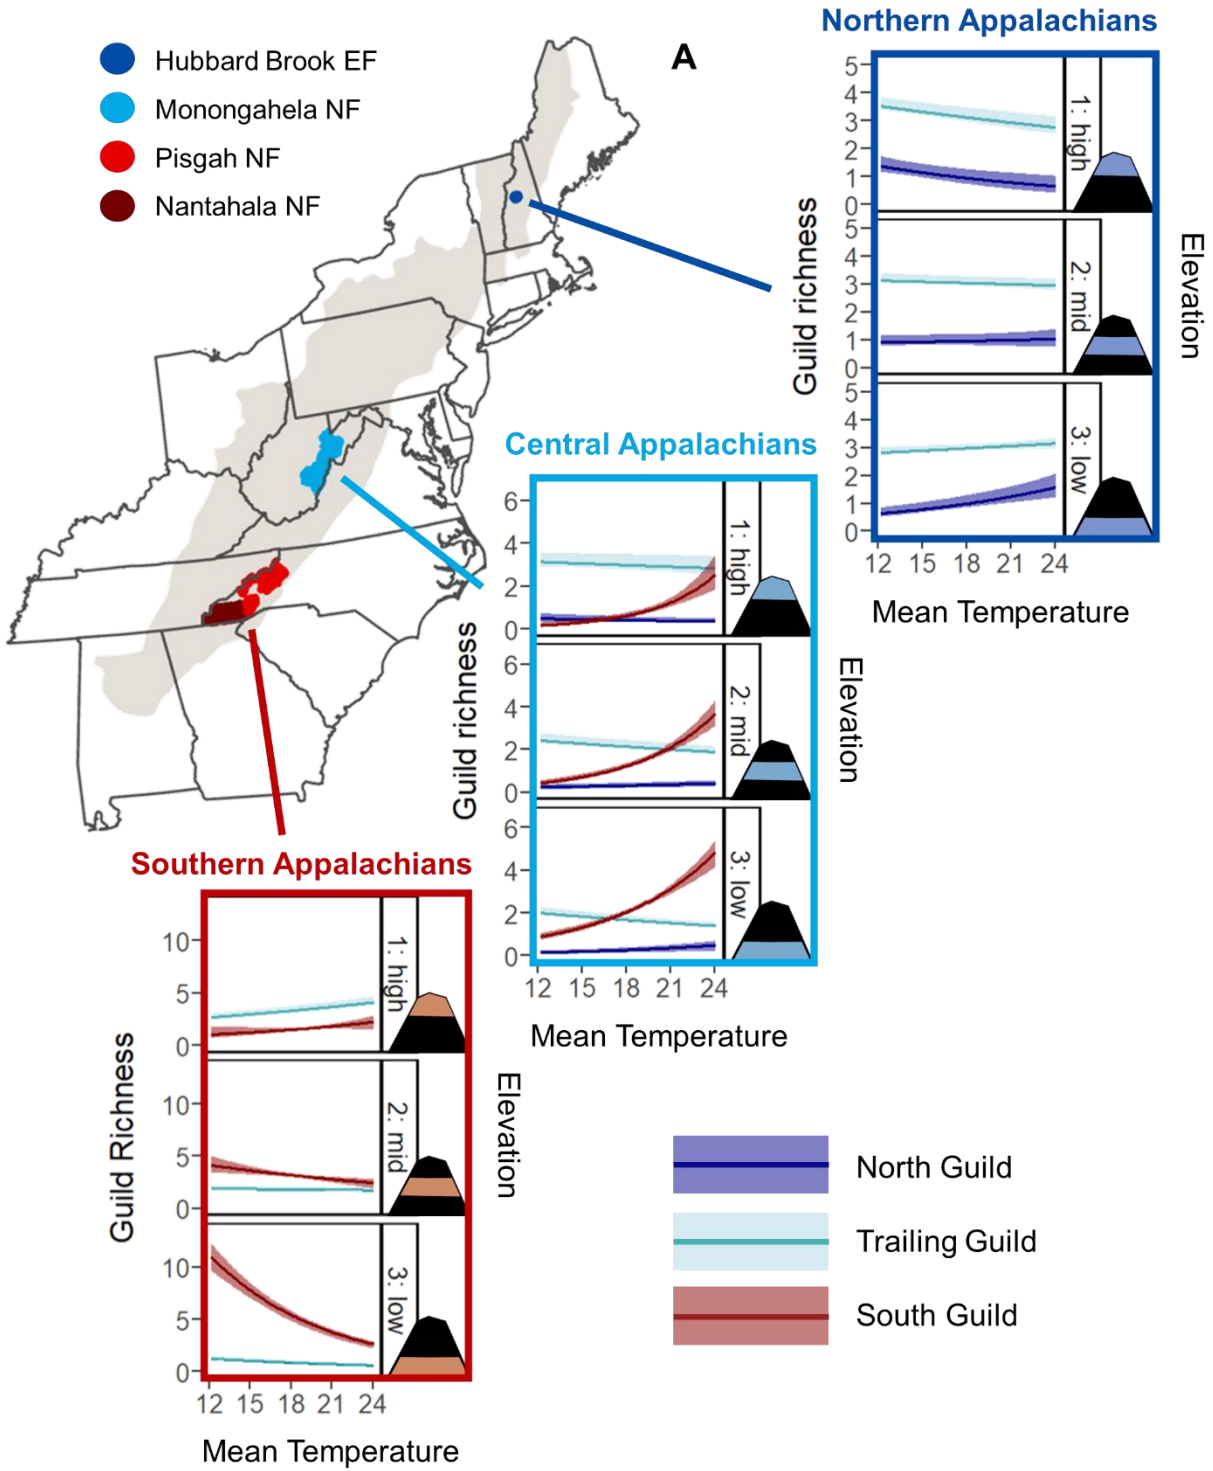 A
Hubbard Brook EF
Monongahela NF
Pisgah NF
Nantahala NF
Northern Appalachians
Guild richness
5
4
3
2
1
0
1: high
5
4
3
2
1
0
2: mid
5
4
3
2
1
0
3: low
Elevation
12 15 18 21 24
Mean Temperature
Central Appalachians
Guild richness
6
4
2
0
1: high
6
4
2
0
2: mid
6
4
2
0
3: low
Elevation
12 15 18 21 24
Mean Temperature
Southern Appalachians
Guild Richness
10
5
0
1: high
10
5
0
2: mid
10
5
0
3: low
Elevation
12 15 18 21 24
Mean Temperature
North Guild
Trailing Guild
South Guild